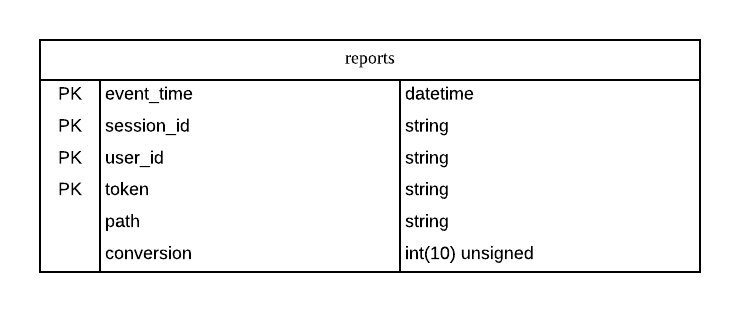 reports
PK event_time datetime
PK session_id string
PK user_id string
PK token string
path string
conversion int(10) unsigned